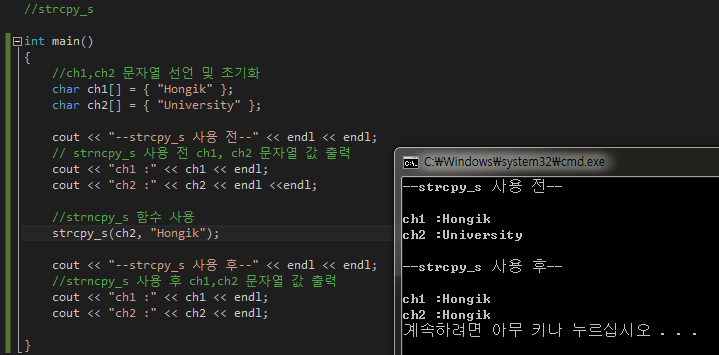 //strcpy_s
int main()
{
//ch1,ch2 문자열 선언 및 초기화
char ch1[] = { "Hongik" };
char ch2[] = { "University" };
cout << "--strcpy_s 사용 전--" << endl << endl;
// strncpy_s 사용 전 ch1, ch2 문자열 값 출력
cout << "ch1 :" << ch1 << endl;
cout << "ch2 :" << ch2 << endl <<endl;
//strncpy_s 함수 사용
strcpy_s(ch2, "Hongik");
cout << "--strcpy_s 사용 후--" << endl << endl;
//strncpy_s 사용 후 ch1,ch2 문자열 값 출력
cout << "ch1 :" << ch1 << endl;
cout << "ch2 :" << ch2 << endl;
}
C:₩Windows₩system32₩cmd.exe
--strcpy_s 사용 전--
ch1 :Hongik
ch2 :University
--strcpy_s 사용 후--
ch1 :Hongik
ch2 :Hongik
계속하려면 아무 키나 누르십시오 . . .